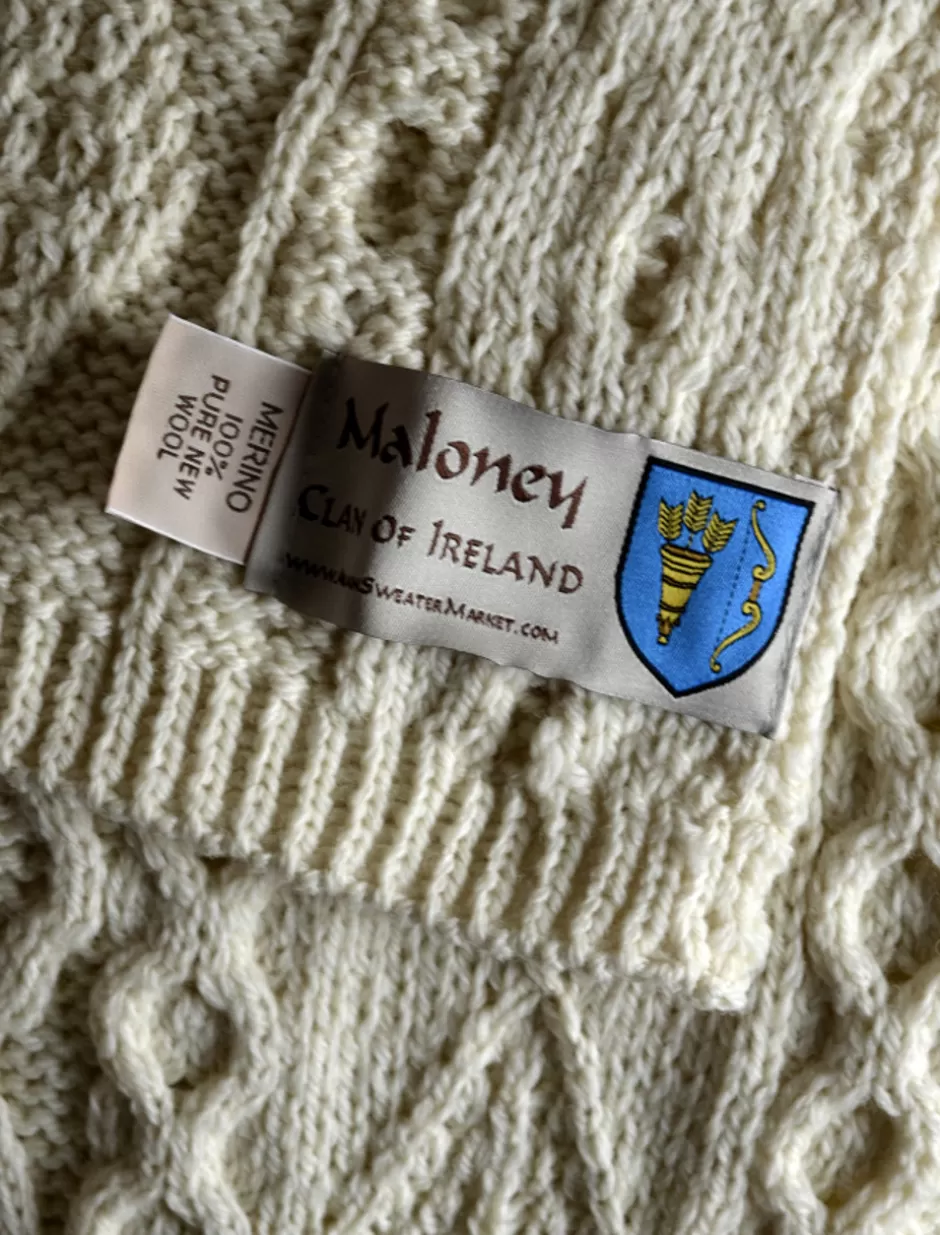 MERINO
100%
PURE NEW
WOOL
Maloney
CLAN OF IRELAND
www.AranSweaterMarket.com